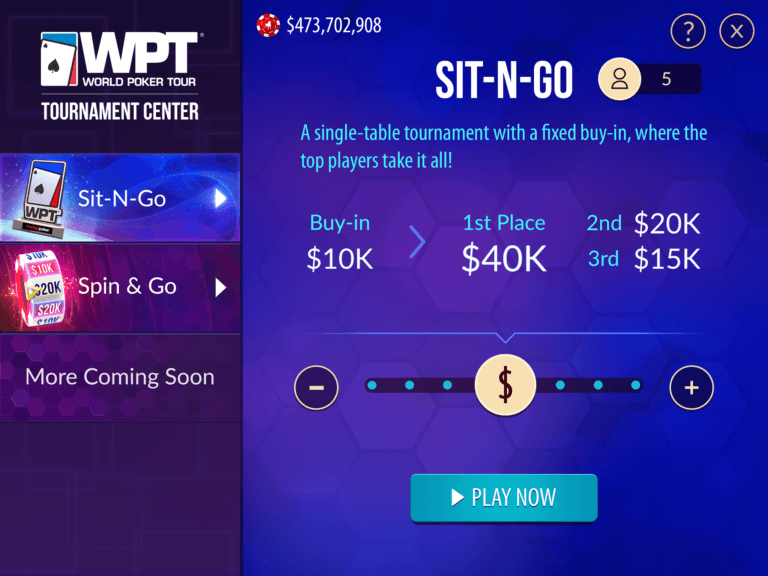 WPT
WORLD POKER TOUR
TOURNAMENT CENTER
$473,702,908
?
X
SIT-N-GO
5
A single-table tournament with a fixed buy-in, where the
top players take it all!
Buy-in
$10K
1st Place
$40K
2nd $20K
3rd $15K
Sit-N-Go
WPT
Spin & Go
$10K
$20K
$20K
More Coming Soon
-
$
+
PLAY NOW